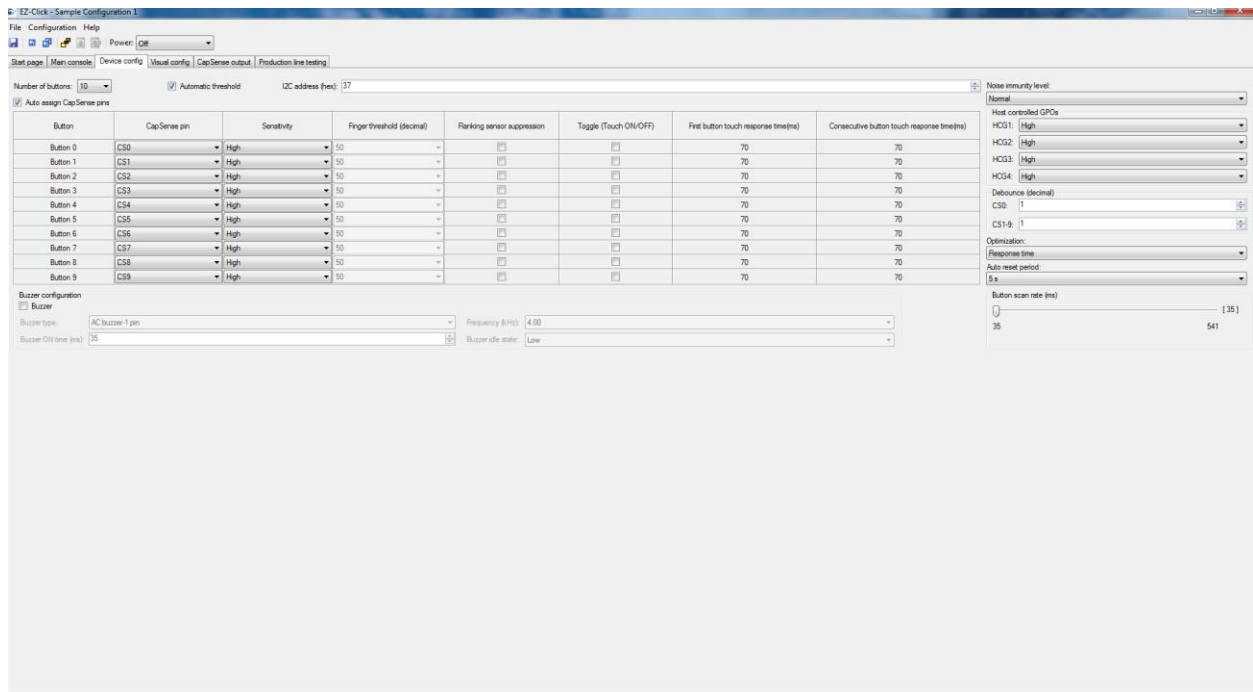 EZ-Click - Sample Configuration 1
File Configuration Help
Power: Off
Start page Main console Device config Visual config CapSense output Production line testing
Number of buttons: 10 Automatic threshold I2C address (hex): 37
Auto assign CapSense pins
Button CapSense pin Sensitivity Finger threshold (decimal) Flanking sensor suppression Toggle (Touch ON/OFF) First button touch response time(ms) Consecutive button touch response time(ms)
Button 0 CS0 High 50 70 70
Button 1 CS1 High 50 70 70
Button 2 CS2 High 50 70 70
Button 3 CS3 High 50 70 70
Button 4 CS4 High 50 70 70
Button 5 CS5 High 50 70 70
Button 6 CS6 High 50 70 70
Button 7 CS7 High 50 70 70
Button 8 CS8 High 50 70 70
Button 9 CS9 High 50 70 70
Buzzer configuration
Buzzer
Buzzer type: AC buzzer-1 pin Frequency (kHz): 4.00
Buzzer ON time (ms): 35 Buzzer idle state: Low
Noise immunity level:
Normal
Host controlled GPOs
HCG1: High
HCG2: High
HCG3: High
HCG4: High
Debounce (decimal)
CS0: 1
CS1-9: 1
Optimization:
Response time
Auto reset period:
5 s
Button scan rate (ms)
[ 35 ]
35 541